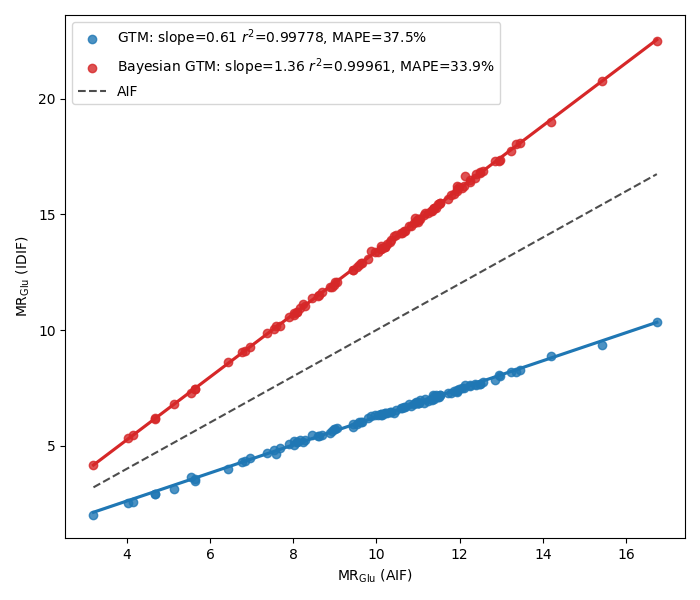 GTM: slope=0.61 r²=0.99778, MAPE=37.5%
Bayesian GTM: slope=1.36 r²=0.99961, MAPE=33.9%
AIF
20
15
10
5
MR_Glu (IDIF)
4 6 8 10 12 14 16
MR_Glu (AIF)